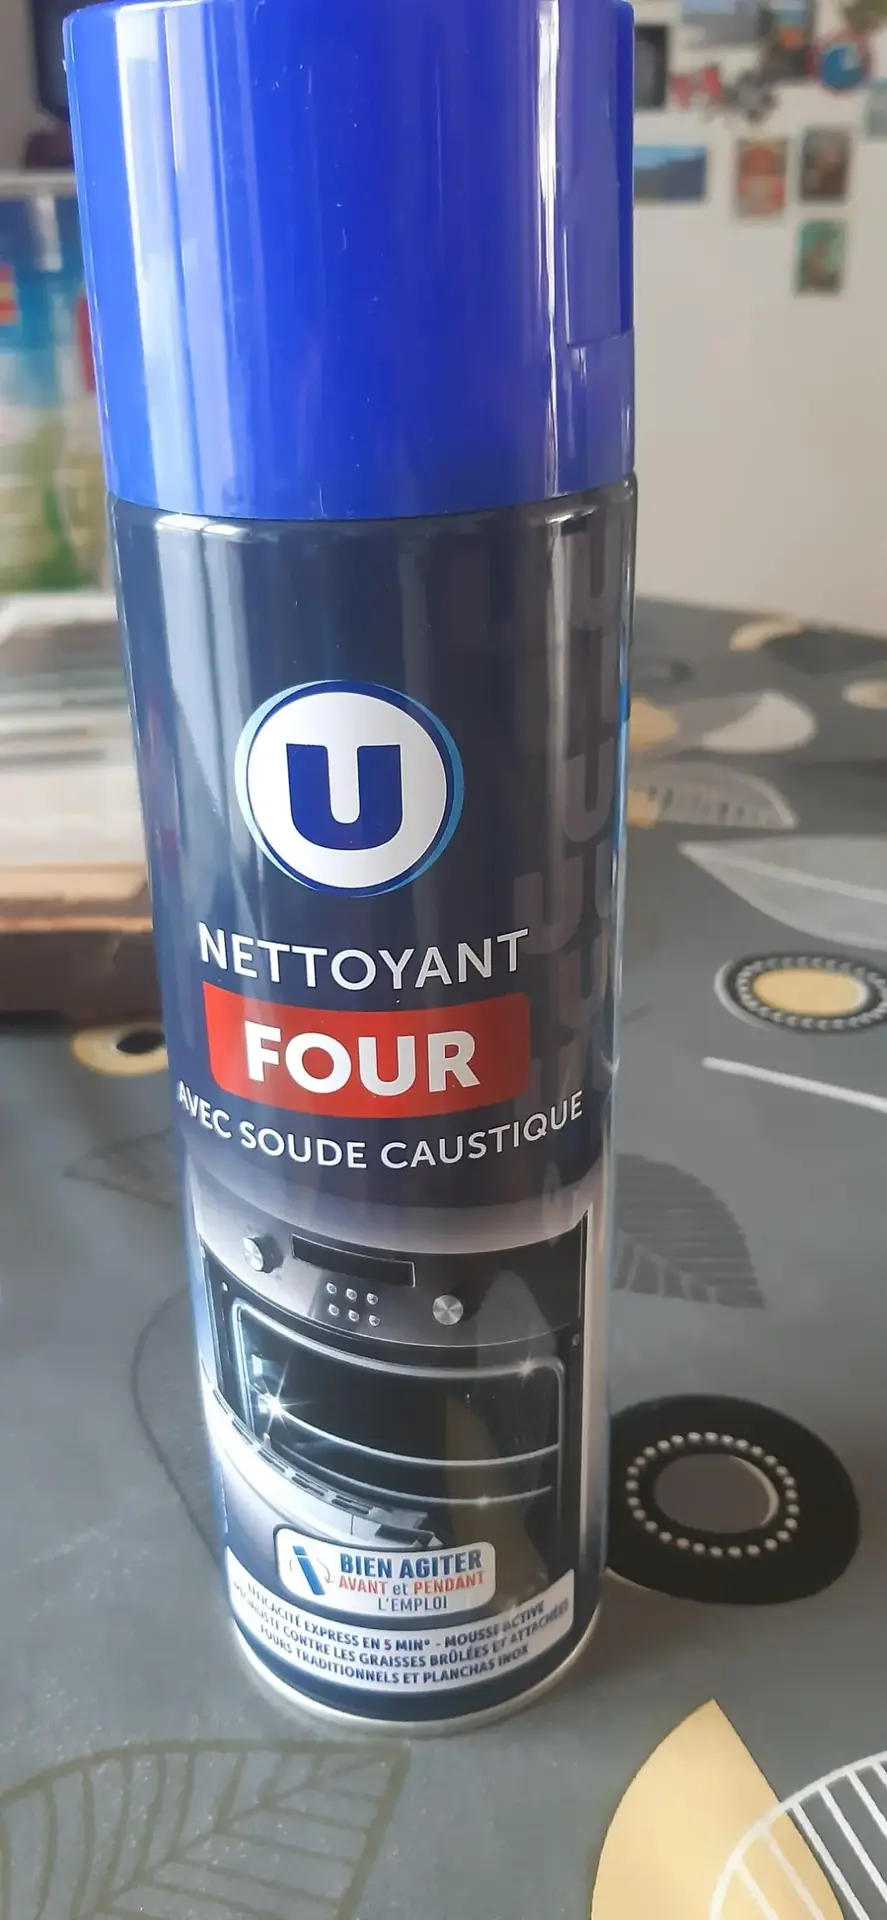 U
NETTOYANT
FOUR
AVEC SOUDE CAUSTIQUE
BIEN AGITER
AVANT et PENDANT
L'EMPLOI
EFFICACITÉ EXPRESS EN 5 MIN* - MOUSSE ACTIVE
SPÉCIALISTE CONTRE LES GRAISSES BRÛLÉES ET ATTACHÉES
FOURS TRADITIONNELS ET PLANCHAS INOX